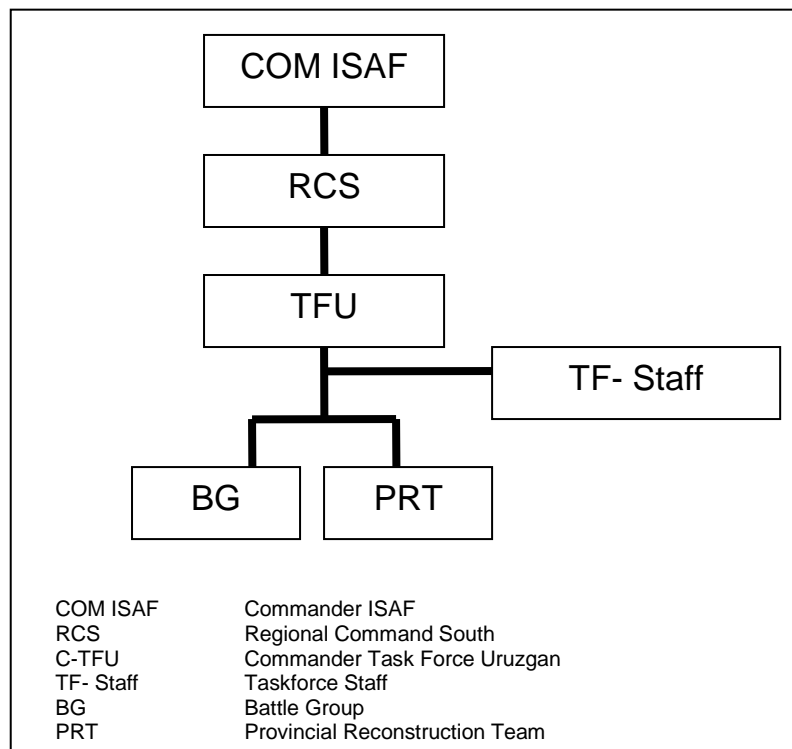 COM ISAF
RCS
TFU
TF- Staff
BG PRT
COM ISAF Commander ISAF
RCS Regional Command South
C-TFU Commander Task Force Uruzgan
TF- Staff Taskforce Staff
BG Battle Group
PRT Provincial Reconstruction Team